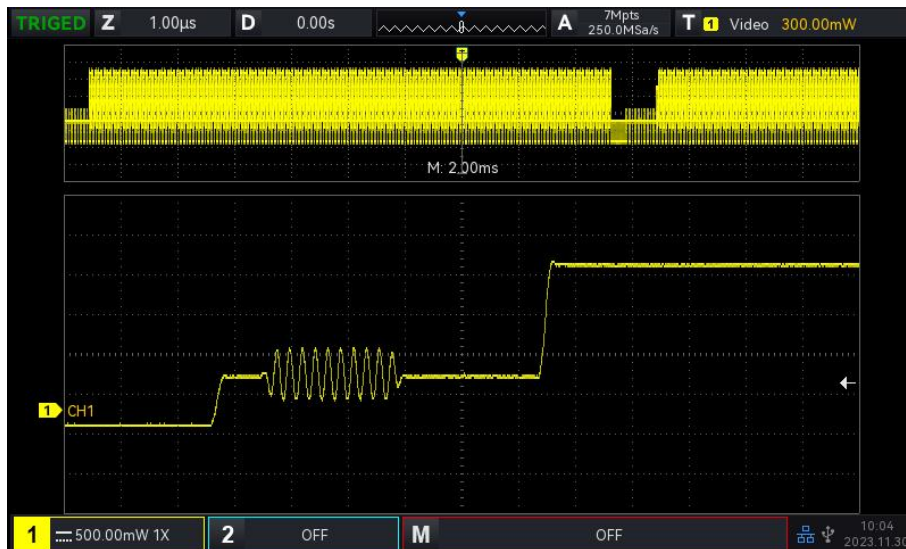 TRIGED Z 1.00µs D 0.00s A 7Mpts 250.0MSa/s T 1 Video 300.00mW
M: 2.00ms
1 CH1
1 500.00mW 1X 2 OFF M OFF 10:04 2023.11.30